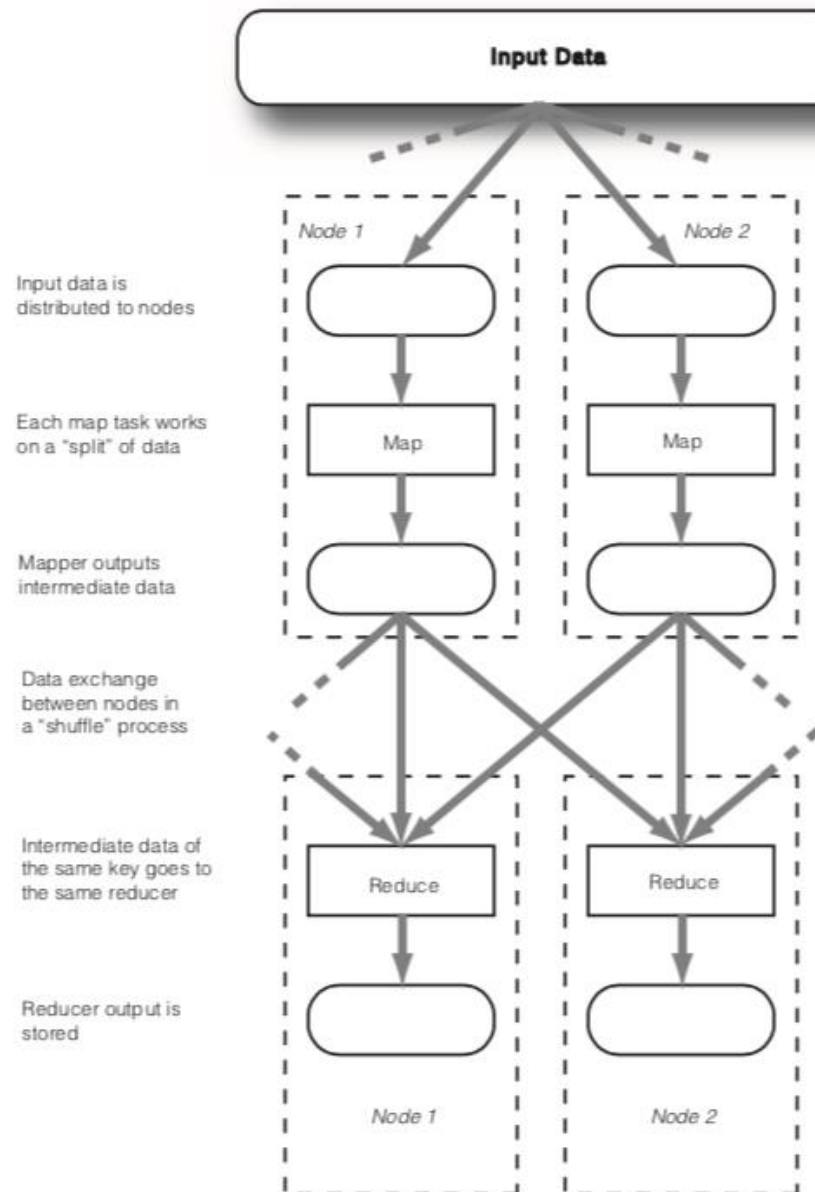 Input Data
Node 1
Node 2
Input data is
distributed to nodes
Each map task works
on a “split” of data
Map
Map
Mapper outputs
intermediate data
Data exchange
between nodes in
a “shuffle” process
Intermediate data of
the same key goes to
the same reducer
Reduce
Reduce
Reducer output is
stored
Node 1
Node 2